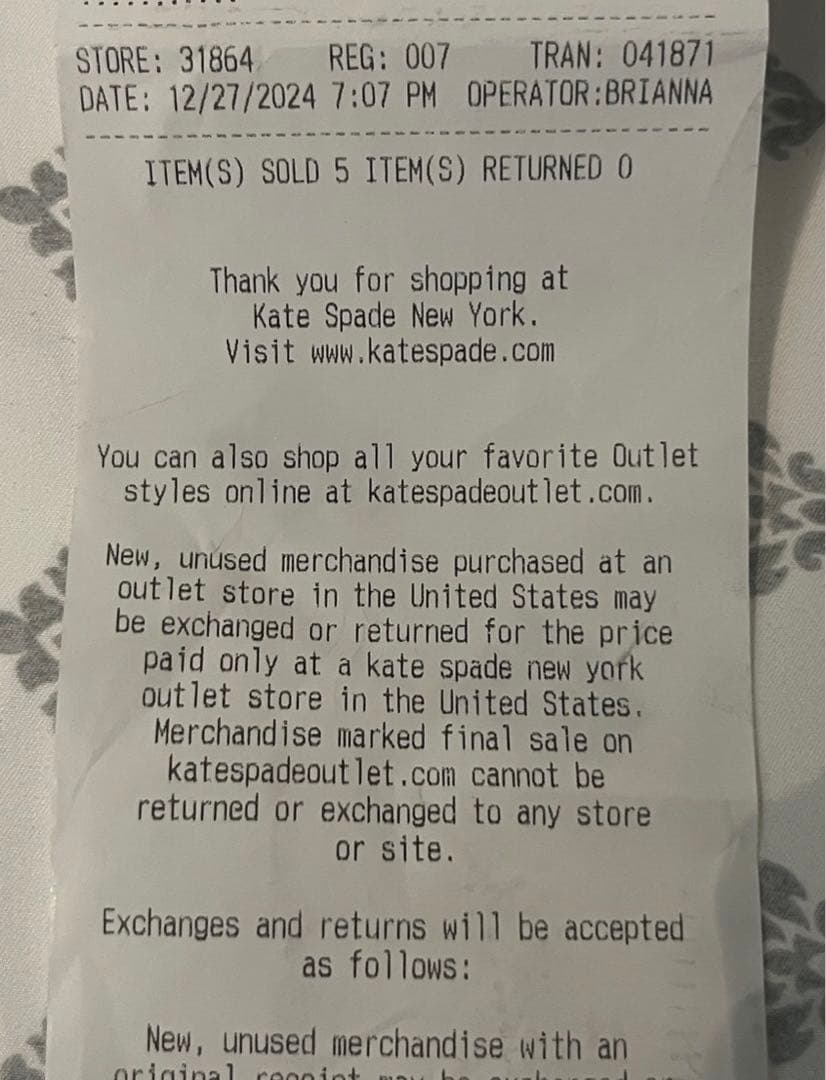 STORE: 31864 REG: 007 TRAN: 041871
DATE: 12/27/2024 7:07 PM OPERATOR:BRIANNA
ITEM(S) SOLD 5 ITEM(S) RETURNED 0
Thank you for shopping at
Kate Spade New York.
Visit www.katespade.com
You can also shop all your favorite Outlet
styles online at katespadeoutlet.com.
New, unused merchandise purchased at an
outlet store in the United States may
be exchanged or returned for the price
paid only at a kate spade new york
outlet store in the United States.
Merchandise marked final sale on
katespadeoutlet.com cannot be
returned or exchanged to any store
or site.
Exchanges and returns will be accepted
as follows:
New, unused merchandise with an
original receipt may be